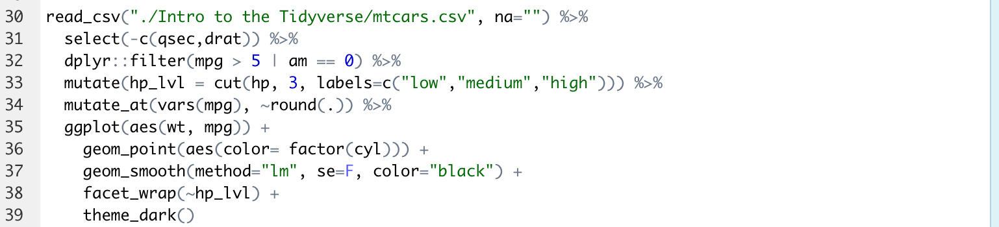 30 read_csv("./Intro to the Tidyverse/mtcars.csv", na="") %>%
31 select(-c(qsec,drat)) %>%
32 dplyr::filter(mpg > 5 | am == 0) %>%
33 mutate(hp_lvl = cut(hp, 3, labels=c("low","medium","high"))) %>%
34 mutate_at(vars(mpg), ~round(.)) %>%
35 ggplot(aes(wt, mpg)) +
36 geom_point(aes(color= factor(cyl))) +
37 geom_smooth(method="lm", se=F, color="black") +
38 facet_wrap(~hp_lvl) +
39 theme_dark()